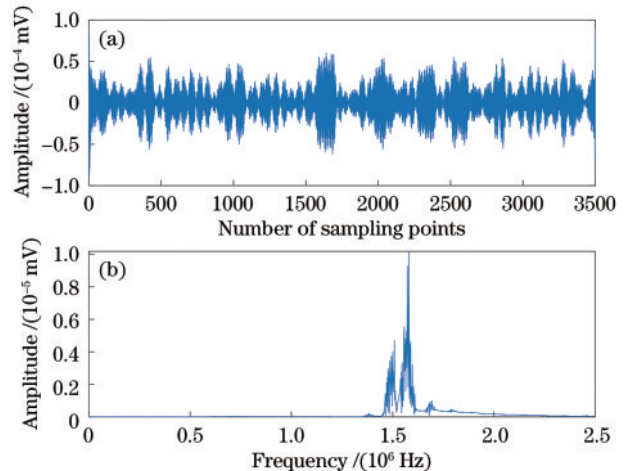 1.0
(a)
0.5
0
−0.5
−1.0
Amplitude /(10⁻⁴ mV)
0 500 1000 1500 2000 2500 3000 3500
Number of sampling points
1.0
(b)
0.8
0.6
0.4
0.2
0
Amplitude /(10⁻⁵ mV)
0 0.5 1.0 1.5 2.0 2.5
Frequency /(10⁶ Hz)